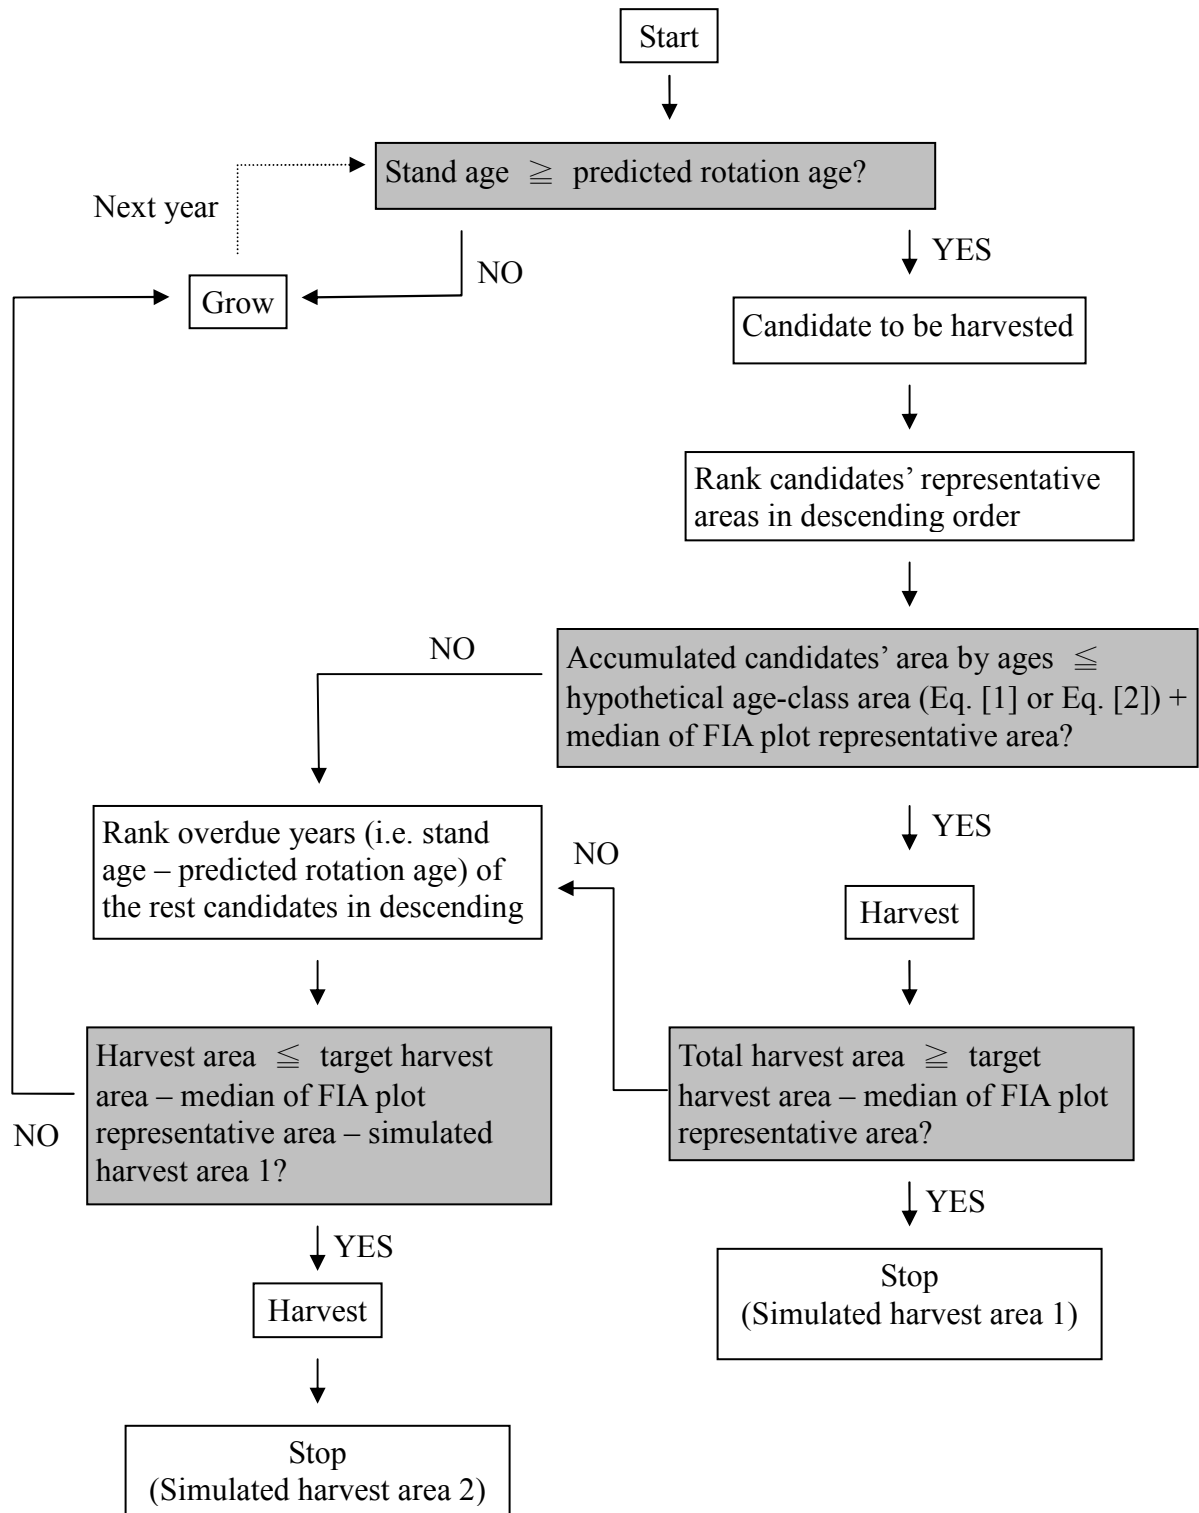 Start
Stand age ≧ predicted rotation age?
Next year
NO
YES
Grow
Candidate to be harvested
Rank candidates’ representative
areas in descending order
NO
Accumulated candidates’ area by ages ≦
hypothetical age-class area (Eq. [1] or Eq. [2]) +
median of FIA plot representative area?
YES
Rank overdue years (i.e. stand
age – predicted rotation age) of
the rest candidates in descending
NO
Harvest
Harvest area ≦ target harvest
area – median of FIA plot
representative area – simulated
harvest area 1?
NO
Total harvest area ≧ target
harvest area – median of FIA plot
representative area?
YES
YES
Harvest
Stop
(Simulated harvest area 1)
Stop
(Simulated harvest area 2)